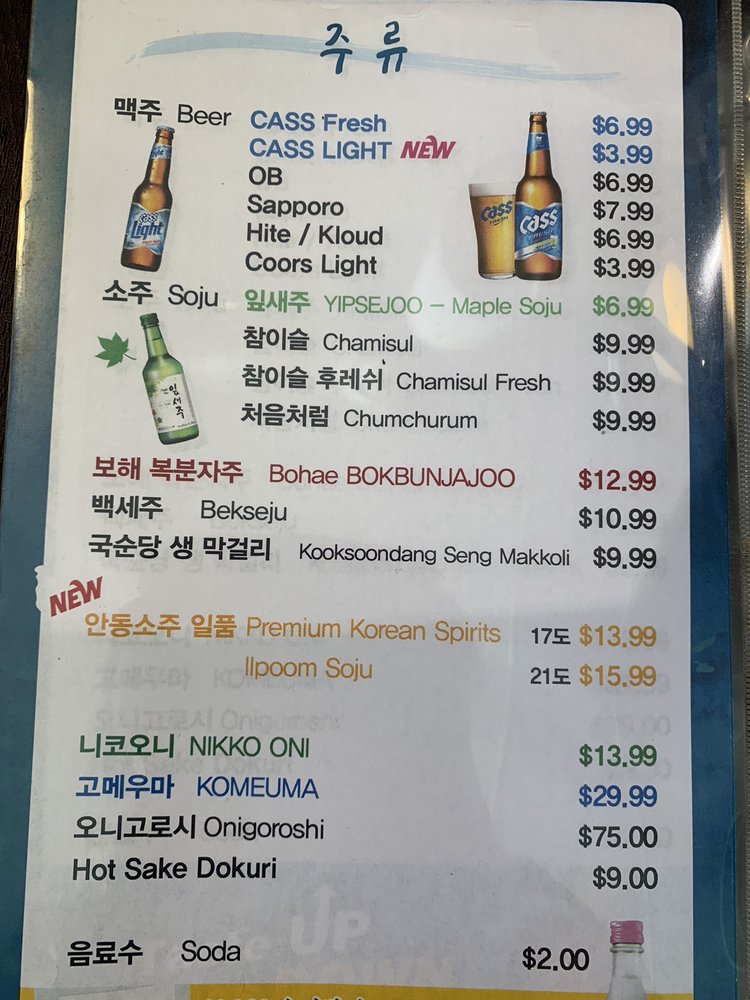 주 류
맥주 Beer CASS Fresh $6.99
CASS LIGHT NEW $3.99
OB $6.99
Sapporo $7.99
Hite / Kloud $6.99
Coors Light $3.99
Cass Light
Cass FRESH
Cass FRESH
소주 Soju 잎새주 YIPSEJOO – Maple Soju $6.99
참이슬 Chamisul $9.99
참이슬 후레쉬 Chamisul Fresh $9.99
처음처럼 Chumchurum $9.99
잎새주
보해 복분자주 Bohae BOKBUNJAJOO $12.99
백세주 Bekseju $10.99
국순당 생 막걸리 Kooksoondang Seng Makkoli $9.99
NEW
안동소주 일품 Premium Korean Spirits 17도 $13.99
Ilpoom Soju 21도 $15.99
니코오니 NIKKO ONI $13.99
고메우마 KOMEUMA $29.99
오니고로시 Onigoroshi $75.00
Hot Sake Dokuri $9.00
음료수 Soda $2.00
UP